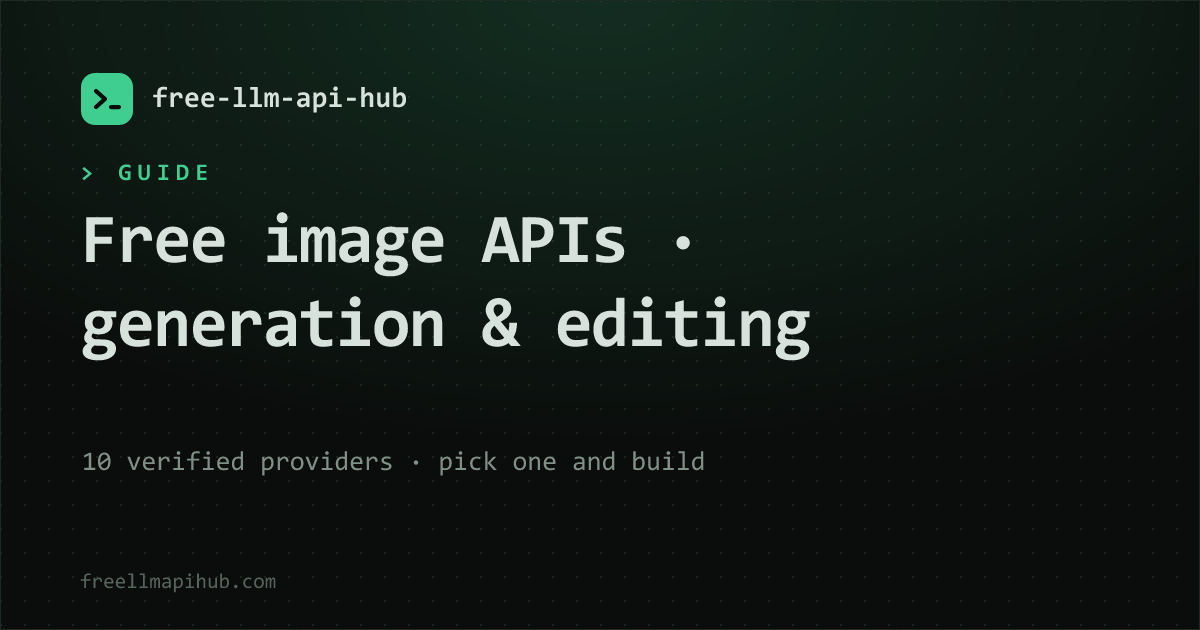 free-llm-api-hub
> GUIDE
Free image APIs ·
generation & editing
10 verified providers · pick one and build
freellmapihub.com